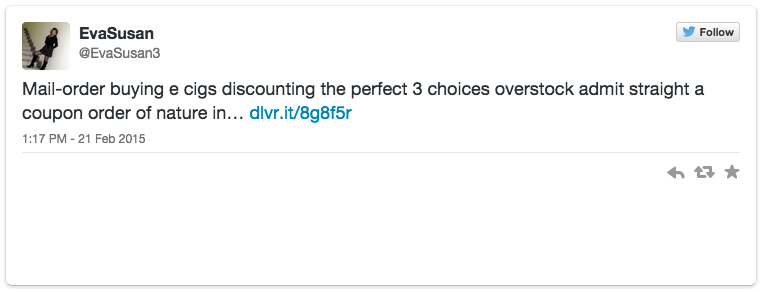 EvaSusan
@EvaSusan3
Follow
Mail-order buying e cigs discounting the perfect 3 choices overstock admit straight a
coupon order of nature in… dlvr.it/8g8f5r
1:17 PM - 21 Feb 2015